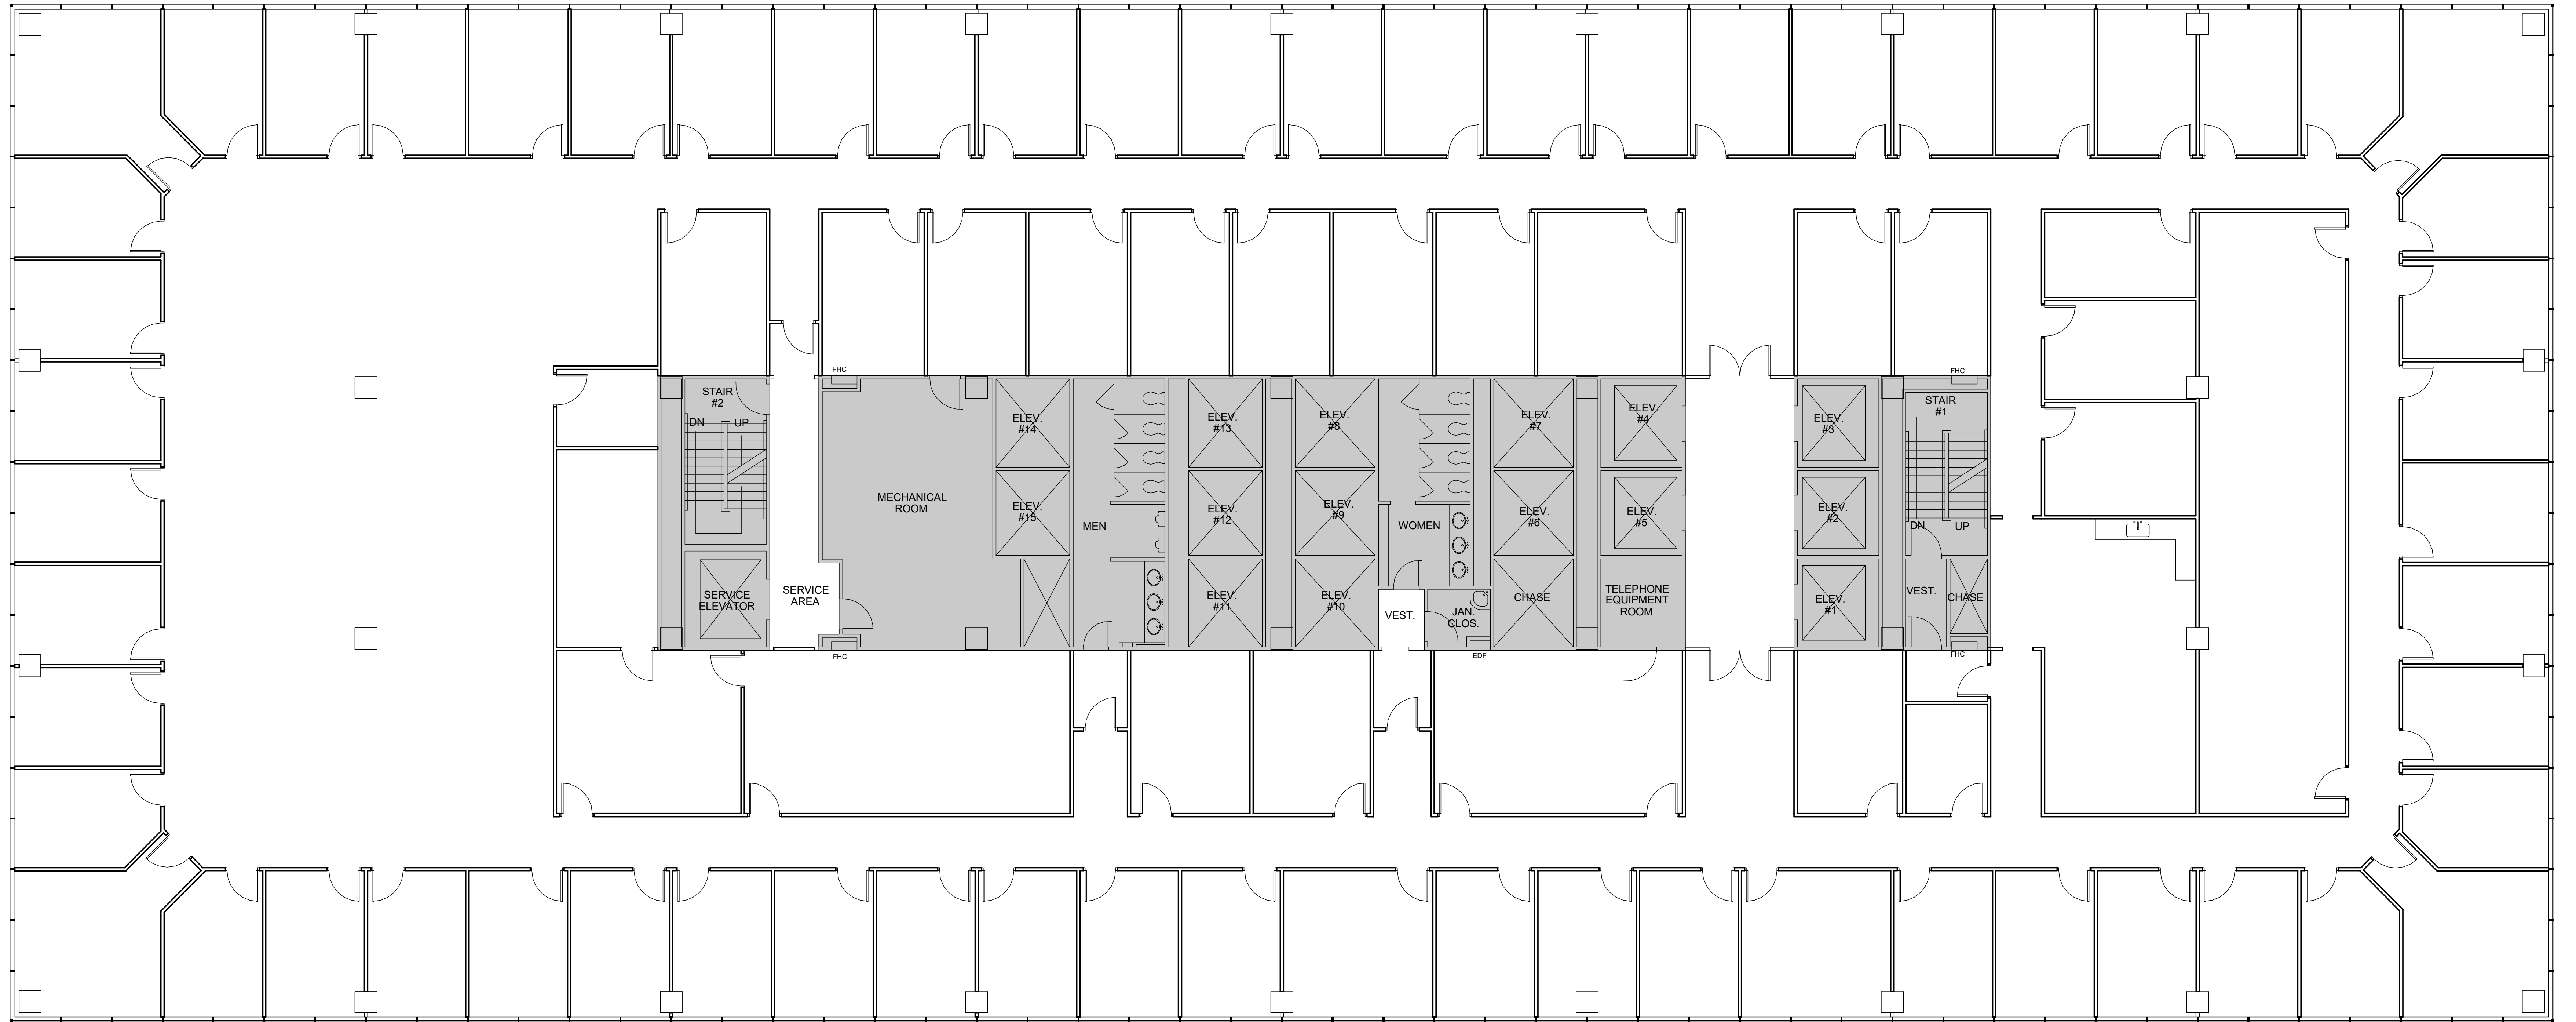 FHC
FHC
STAIR
#2
DN
UP
MECHANICAL
ROOM
ELEV.
#14
ELEV.
#15
MEN
ELEV.
#13
ELEV.
#12
ELEV.
#11
ELEV.
#8
ELEV.
#9
ELEV.
#10
WOMEN
ELEV.
#7
ELEV.
#6
CHASE
ELEV.
#4
ELEV.
#5
TELEPHONE
EQUIPMENT
ROOM
ELEV.
#3
ELEV.
#2
ELEV.
#1
STAIR
#1
DN
UP
VEST.
CHASE
SERVICE
ELEVATOR
SERVICE
AREA
VEST.
JAN.
CLOS.
FHC
EDF
FHC